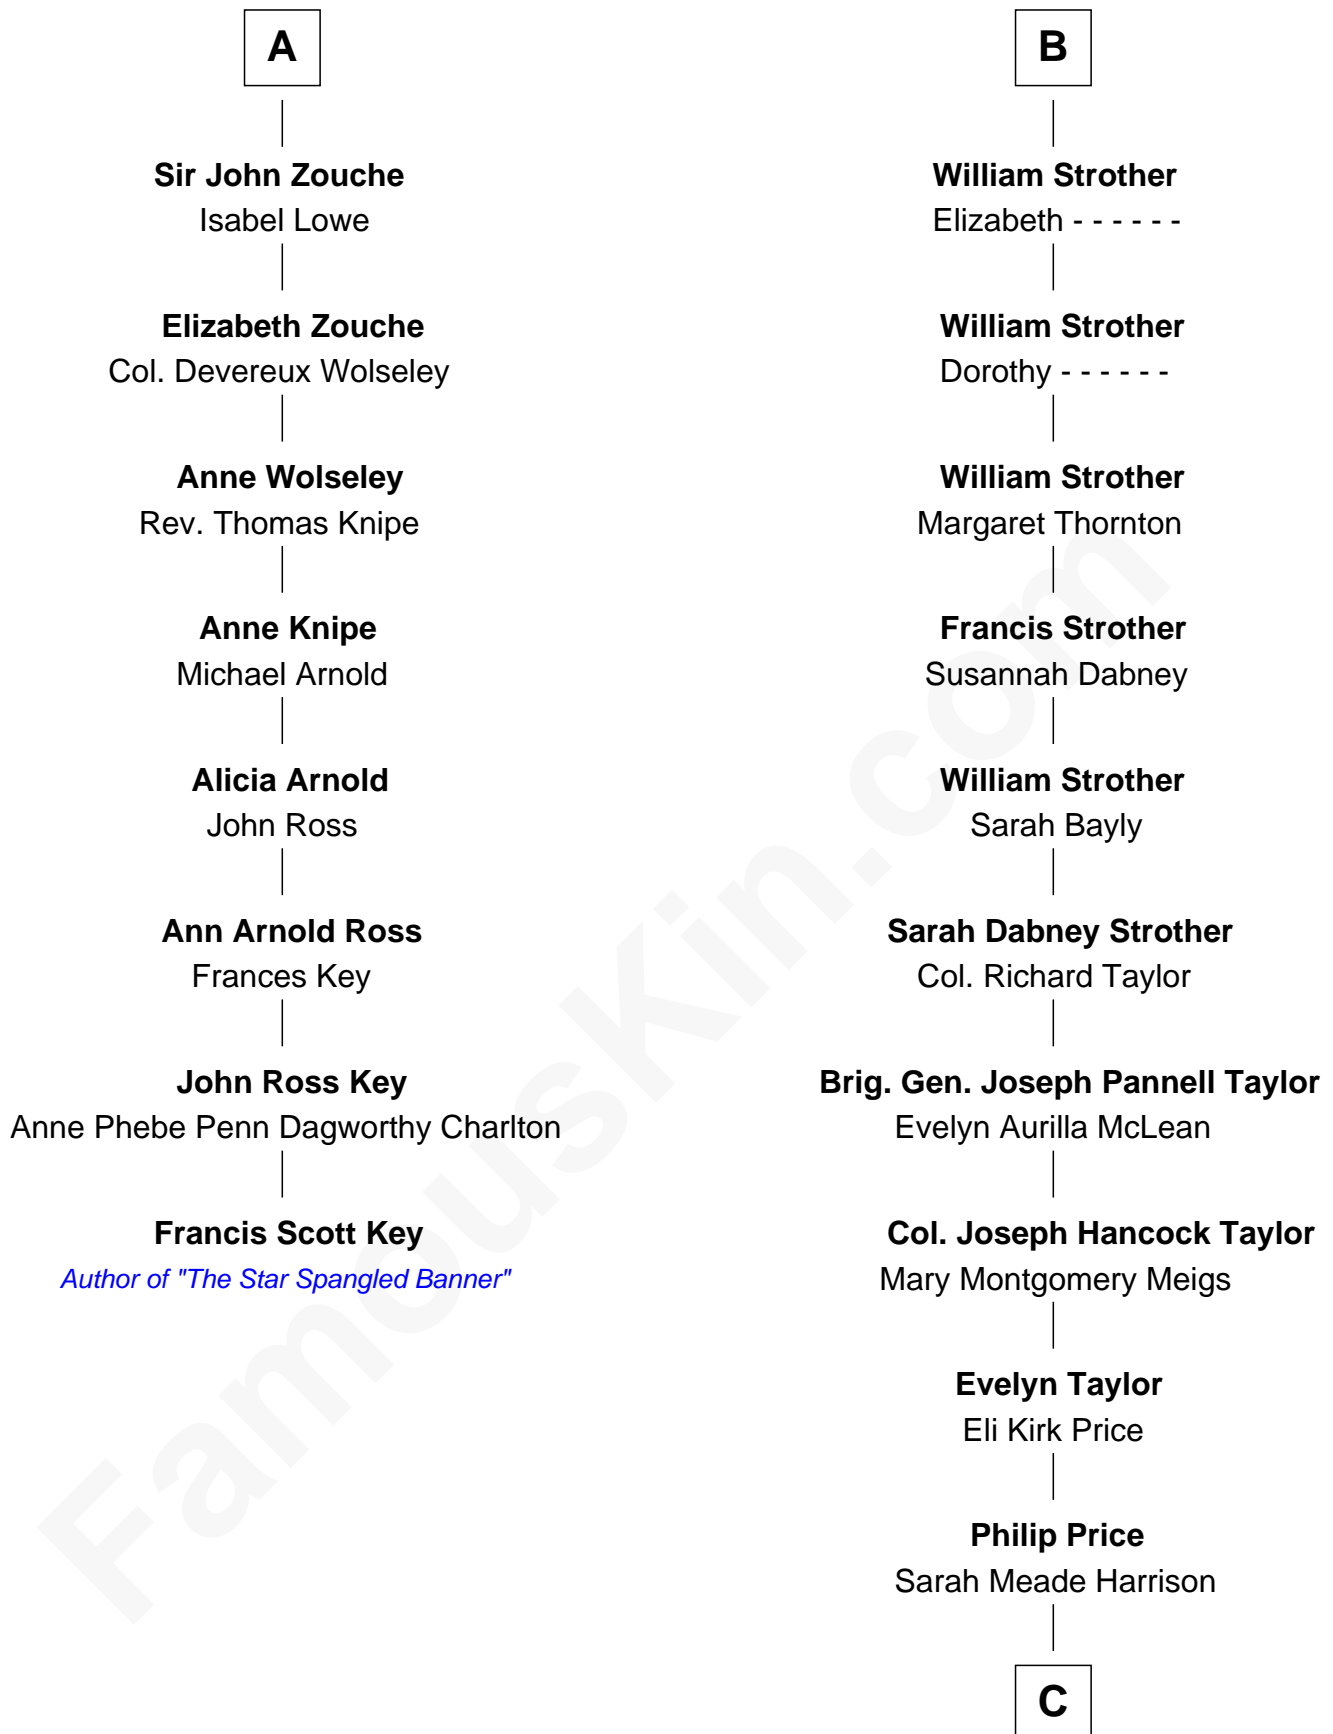 A
Sir John Zouche
Isabel Lowe
Elizabeth Zouche
Col. Devereux Wolseley
Anne Wolseley
Rev. Thomas Knipe
Anne Knipe
Michael Arnold
Alicia Arnold
John Ross
Ann Arnold Ross
Frances Key
John Ross Key
Anne Phebe Penn Dagworthy Charlton
Francis Scott Key
Author of "The Star Spangled Banner"
B
William Strother
Elizabeth - - - - - -
William Strother
Dorothy - - - - - -
William Strother
Margaret Thornton
Francis Strother
Susannah Dabney
William Strother
Sarah Bayly
Sarah Dabney Strother
Col. Richard Taylor
Brig. Gen. Joseph Pannell Taylor
Evelyn Aurilla McLean
Col. Joseph Hancock Taylor
Mary Montgomery Meigs
Evelyn Taylor
Eli Kirk Price
Philip Price
Sarah Meade Harrison
C
FamousKin.com